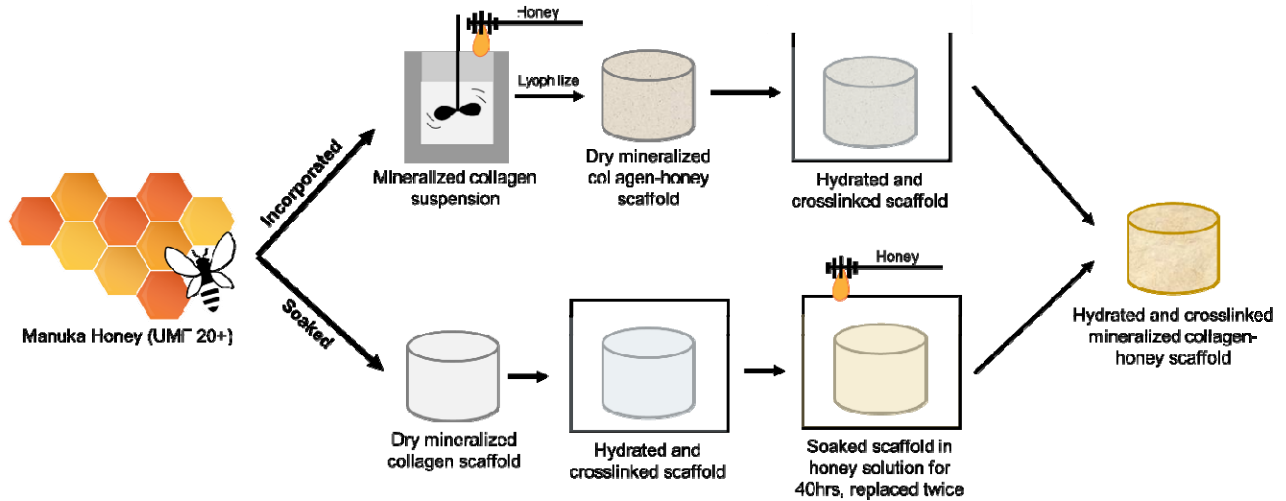 Honey
Lyoph lize
Incorporated
Mineralized collagen
suspension
Dry mineralized
col agen-honey
scaffold
Hydrated and
crosslinked scaffold
Manuka Honey (UMF 20+)
Soaked
Honey
Dry mineralized
collagen scaffold
Hydrated and
crosslinked scaffold
Soaked scaffold in
honey solution for
40hrs, replaced twice
Hydrated and crosslinked
mineralized collagen-
honey scaffold